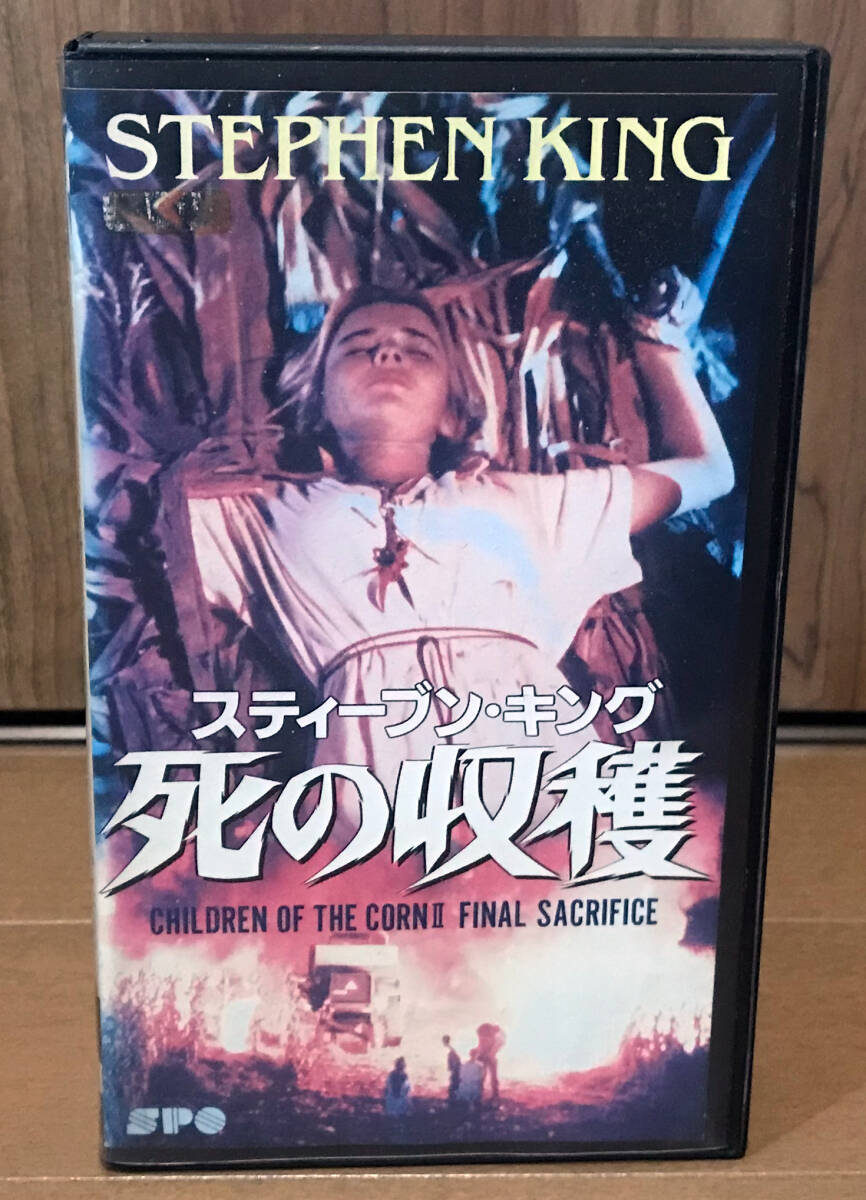 STEPHEN KING
スティーブン・キング
死の収穫
CHILDREN OF THE CORN II FINAL SACRIFICE
SPO